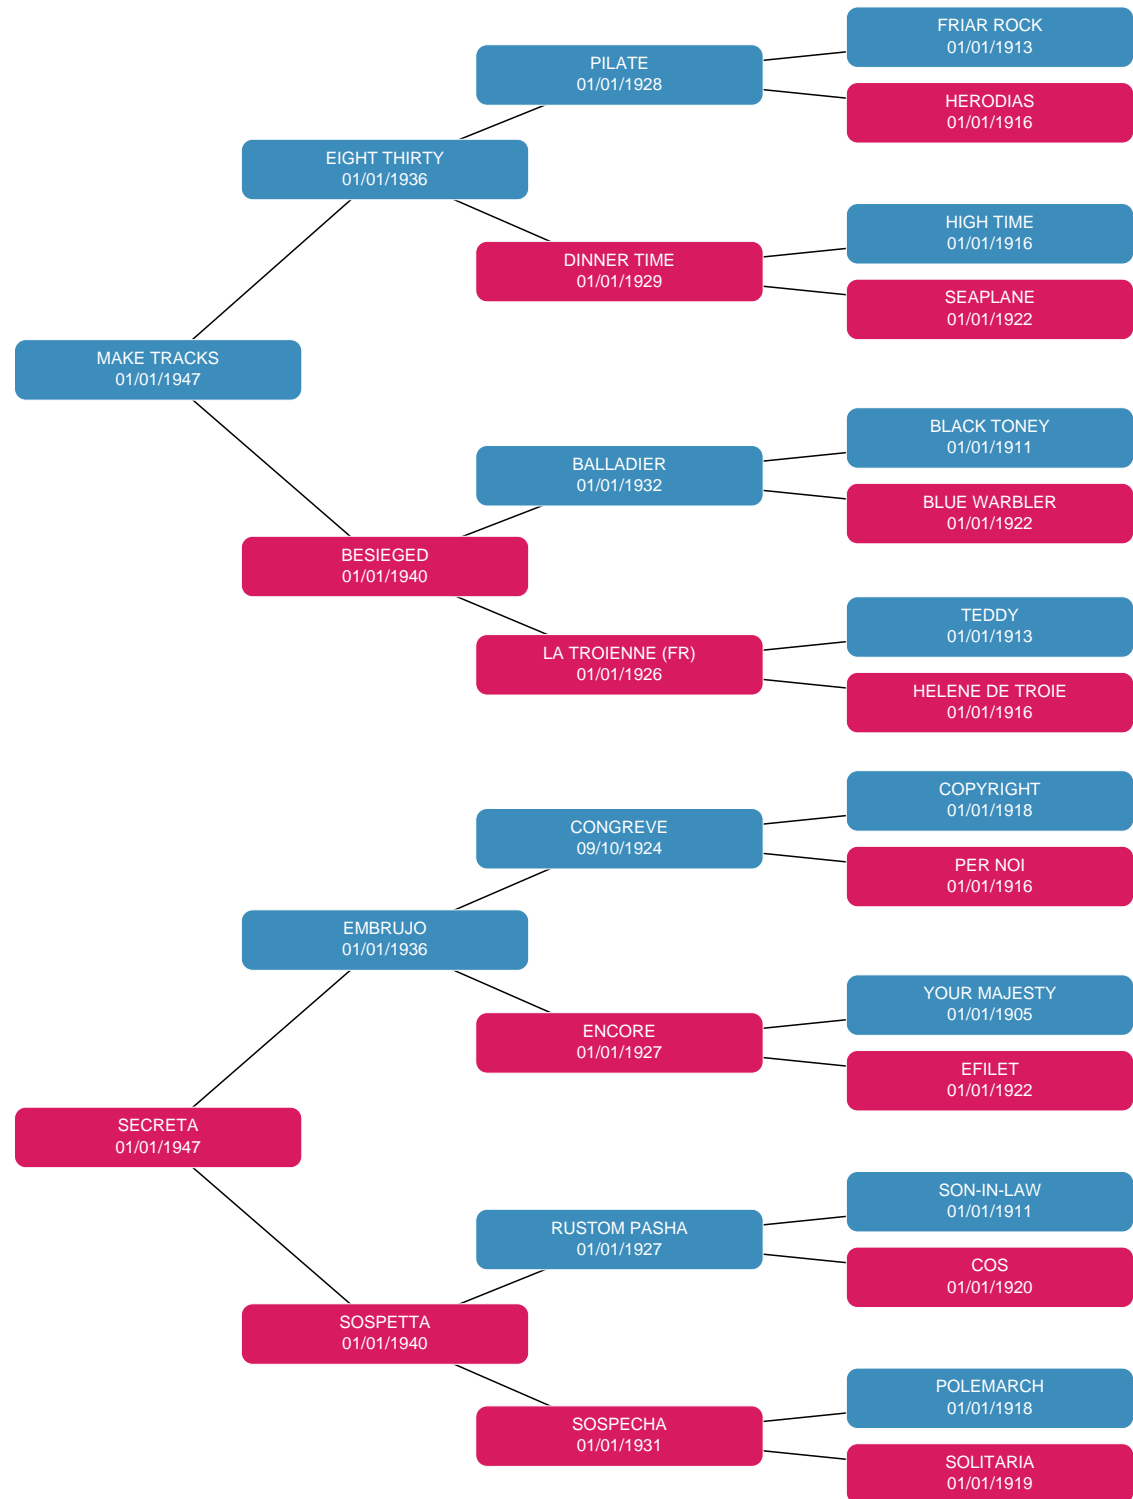 FRIAR ROCK
01/01/1913
PILATE
01/01/1928
HERODIAS
01/01/1916
EIGHT THIRTY
01/01/1936
HIGH TIME
01/01/1916
DINNER TIME
01/01/1929
SEAPLANE
01/01/1922
MAKE TRACKS
01/01/1947
BLACK TONEY
01/01/1911
BALLADIER
01/01/1932
BLUE WARBLER
01/01/1922
BESIEGED
01/01/1940
TEDDY
01/01/1913
LA TROIENNE (FR)
01/01/1926
HELENE DE TROIE
01/01/1916
COPYRIGHT
01/01/1918
CONGREVE
09/10/1924
PER NOI
01/01/1916
EMBRUJO
01/01/1936
YOUR MAJESTY
01/01/1905
ENCORE
01/01/1927
EFILET
01/01/1922
SECRETA
01/01/1947
SON-IN-LAW
01/01/1911
RUSTOM PASHA
01/01/1927
COS
01/01/1920
SOSPETTA
01/01/1940
POLEMARCH
01/01/1918
SOSPECHA
01/01/1931
SOLITARIA
01/01/1919